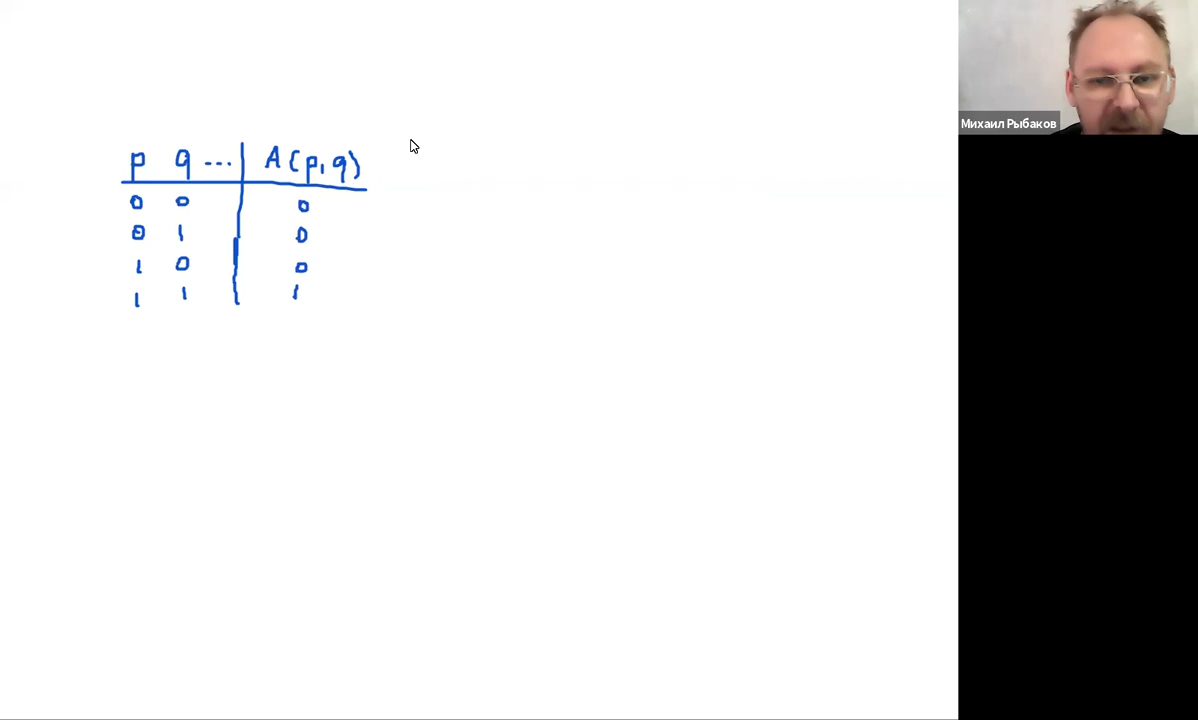 p q ... | A(p,q)
0 0 | 0
0 1 | 0
1 0 | 0
1 1 | 1
Михаил Рыбаков